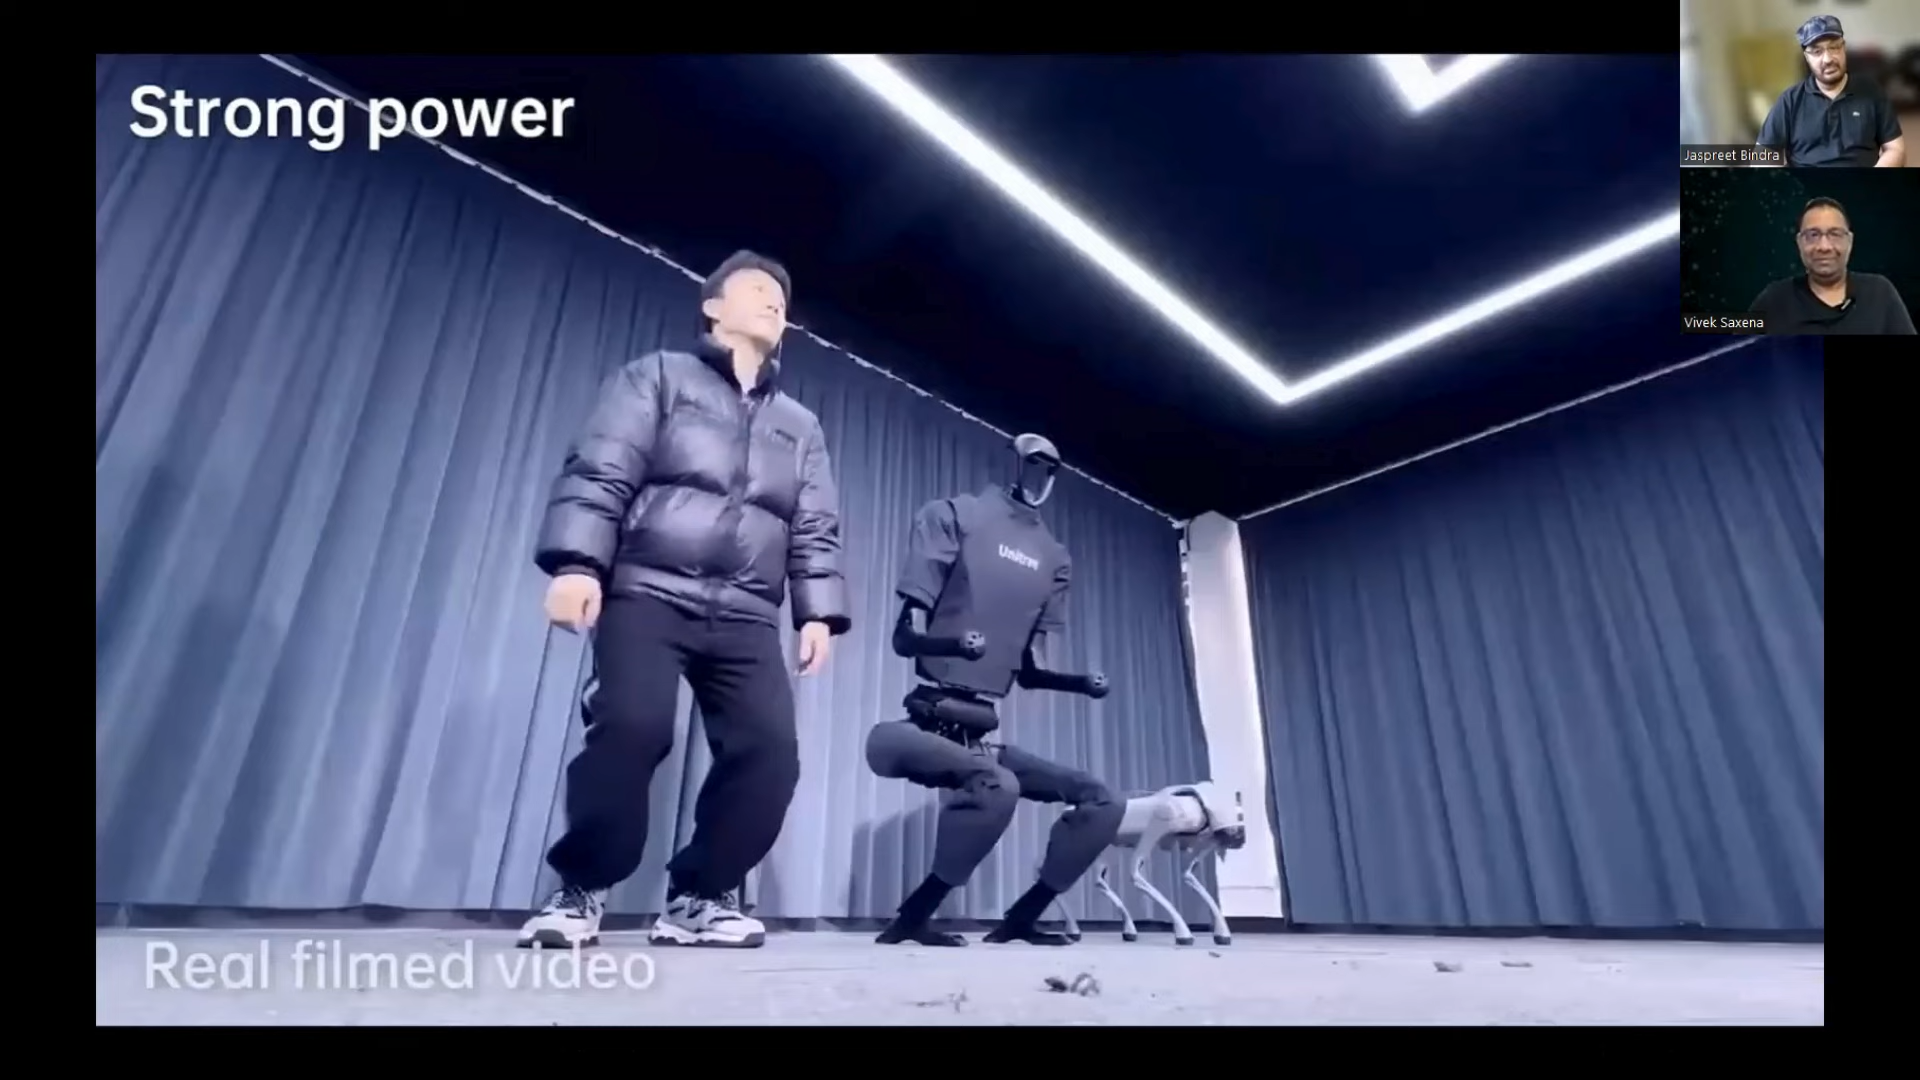 Strong power
Jaspreet Bindra
Vivek Saxena
Unitree
Real filmed video